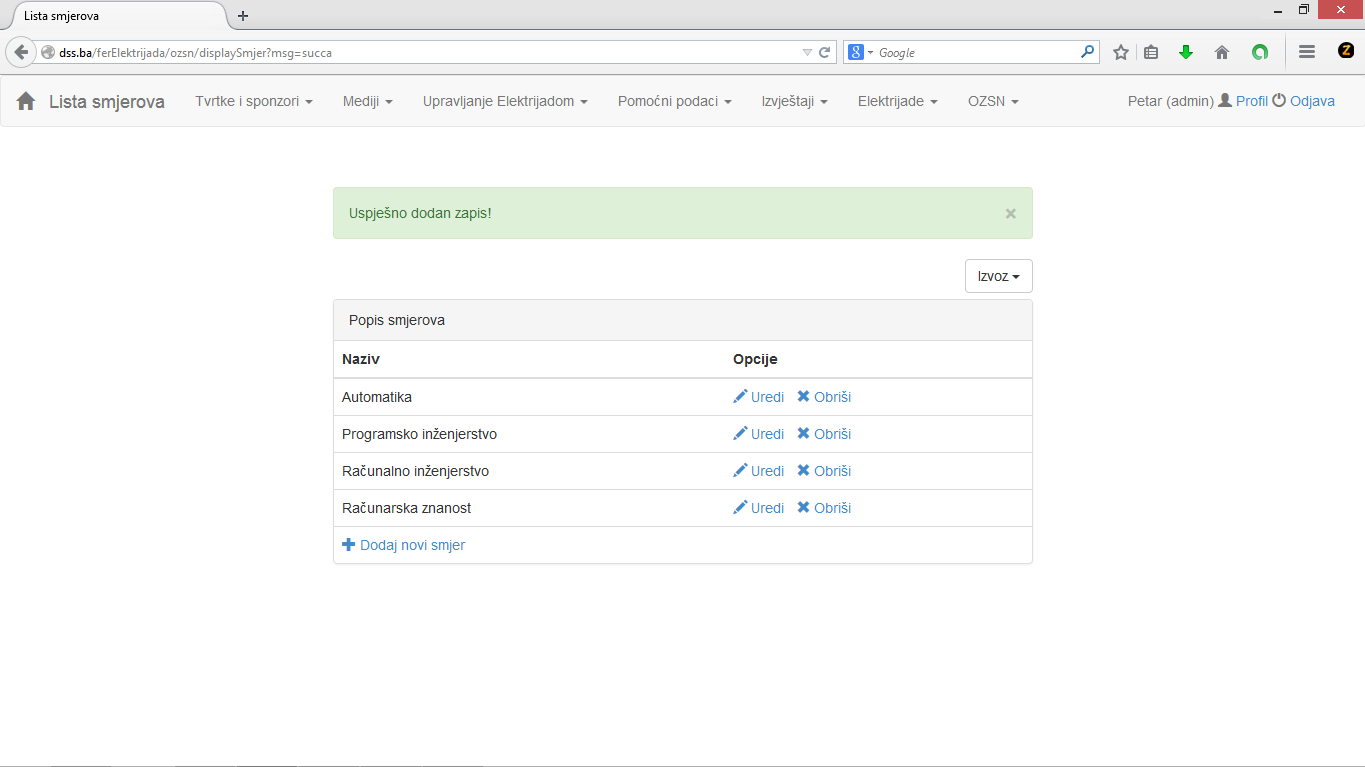 Lista smjerova
dss.ba/ferElektrijada/ozsn/displaySmjer?msg=succa
Google
Lista smjerova Tvrtke i sponzori Mediji Upravljanje Elektrijadom Pomoćni podaci Izvještaji Elektrijade OZSN Petar (admin) Profil Odjava
Uspješno dodan zapis! ×
Izvoz
Popis smjerova
Naziv Opcije
Automatika Uredi Obriši
Programsko inženjerstvo Uredi Obriši
Računalno inženjerstvo Uredi Obriši
Računarska znanost Uredi Obriši
Dodaj novi smjer